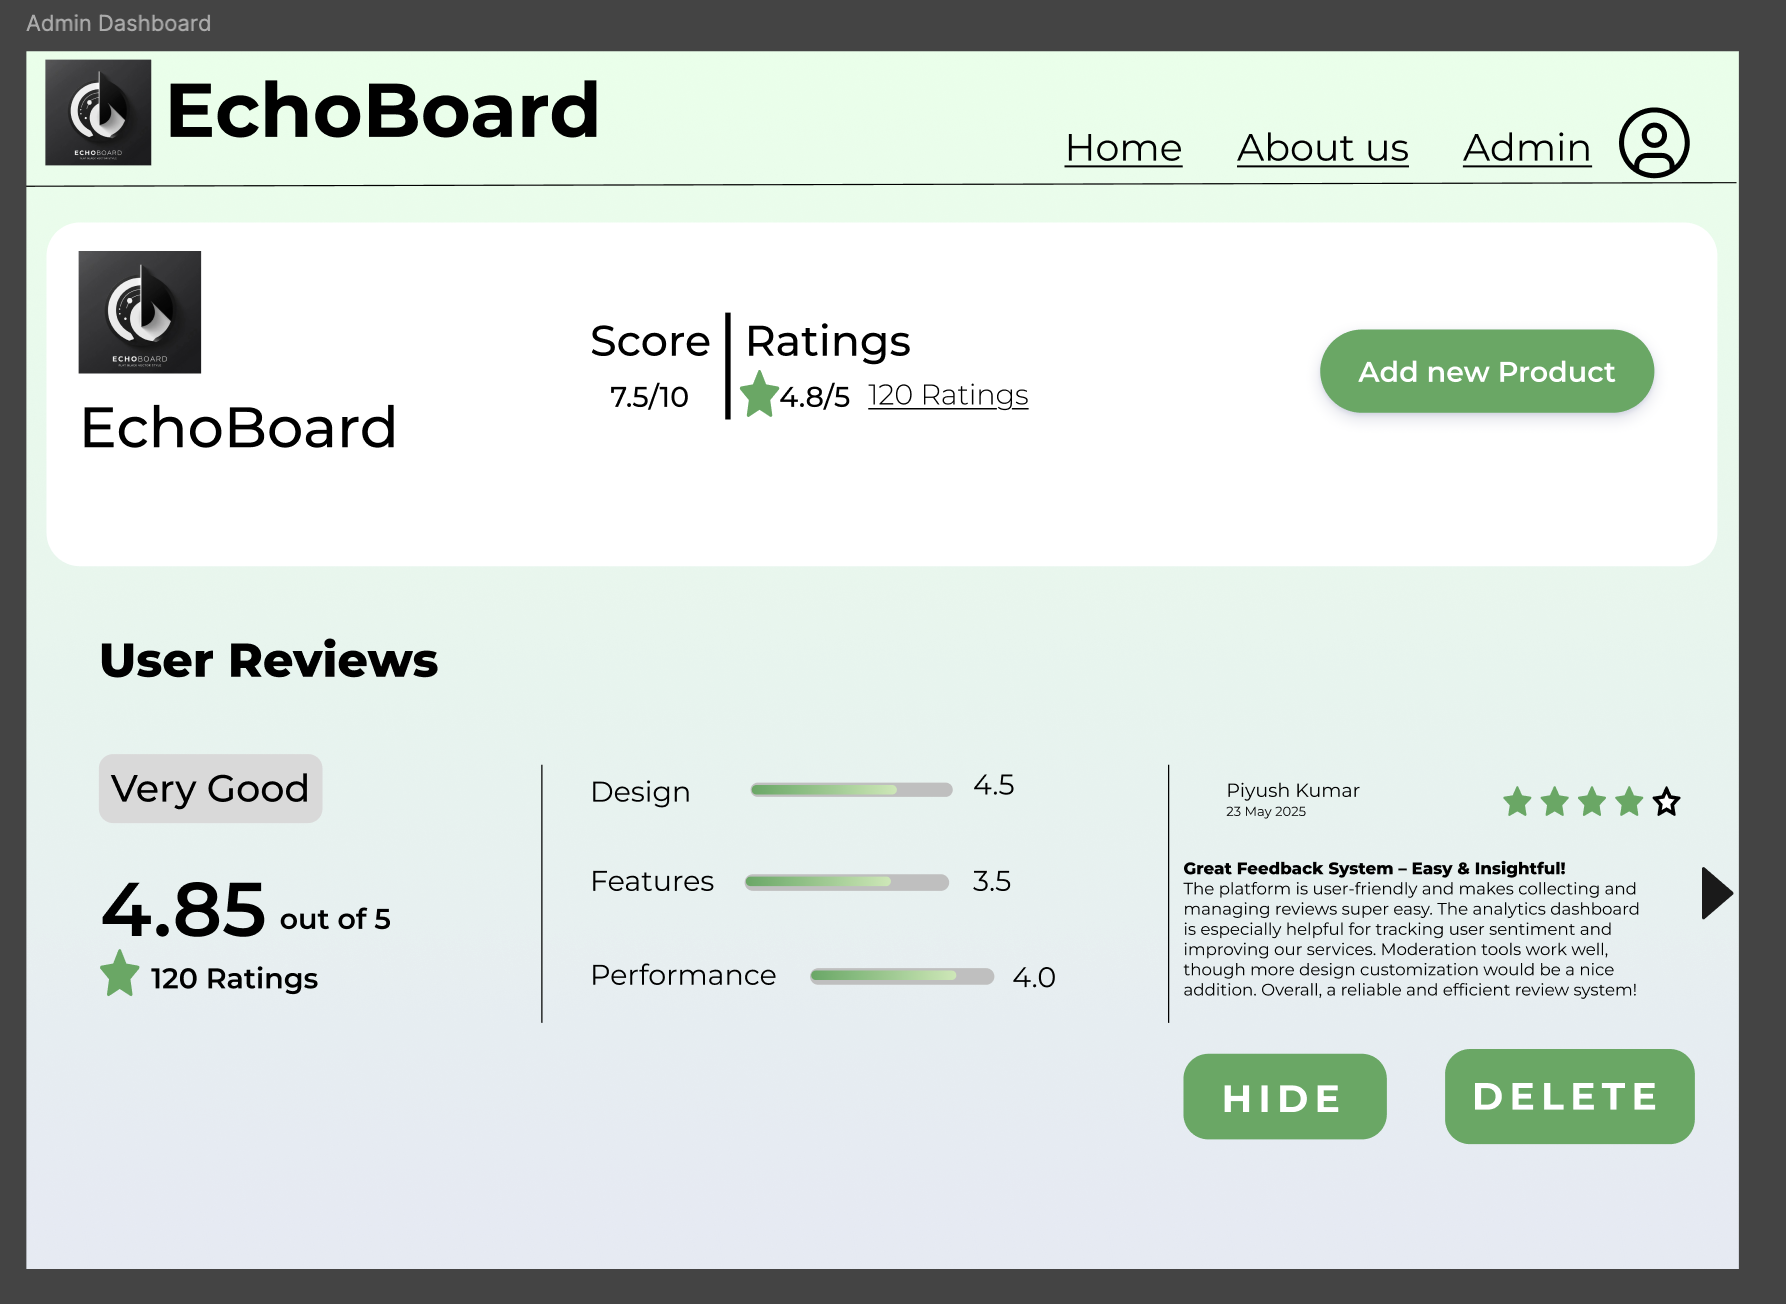 Admin Dashboard
ECHOBOARD
EchoBoard
Home
About us
Admin
ECHOBOARD
FLAT BLACK VECTOR STYLE
EchoBoard
Score
Ratings
7.5/10
4.8/5
120 Ratings
Add new Product
User Reviews
Very Good
4.85 out of 5
120 Ratings
Design
4.5
Features
3.5
Performance
4.0
Piyush Kumar
23 May 2025
Great Feedback System – Easy & Insightful!
The platform is user-friendly and makes collecting and
managing reviews super easy. The analytics dashboard
is especially helpful for tracking user sentiment and
improving our services. Moderation tools work well,
though more design customization would be a nice
addition. Overall, a reliable and efficient review system!
HIDE
DELETE